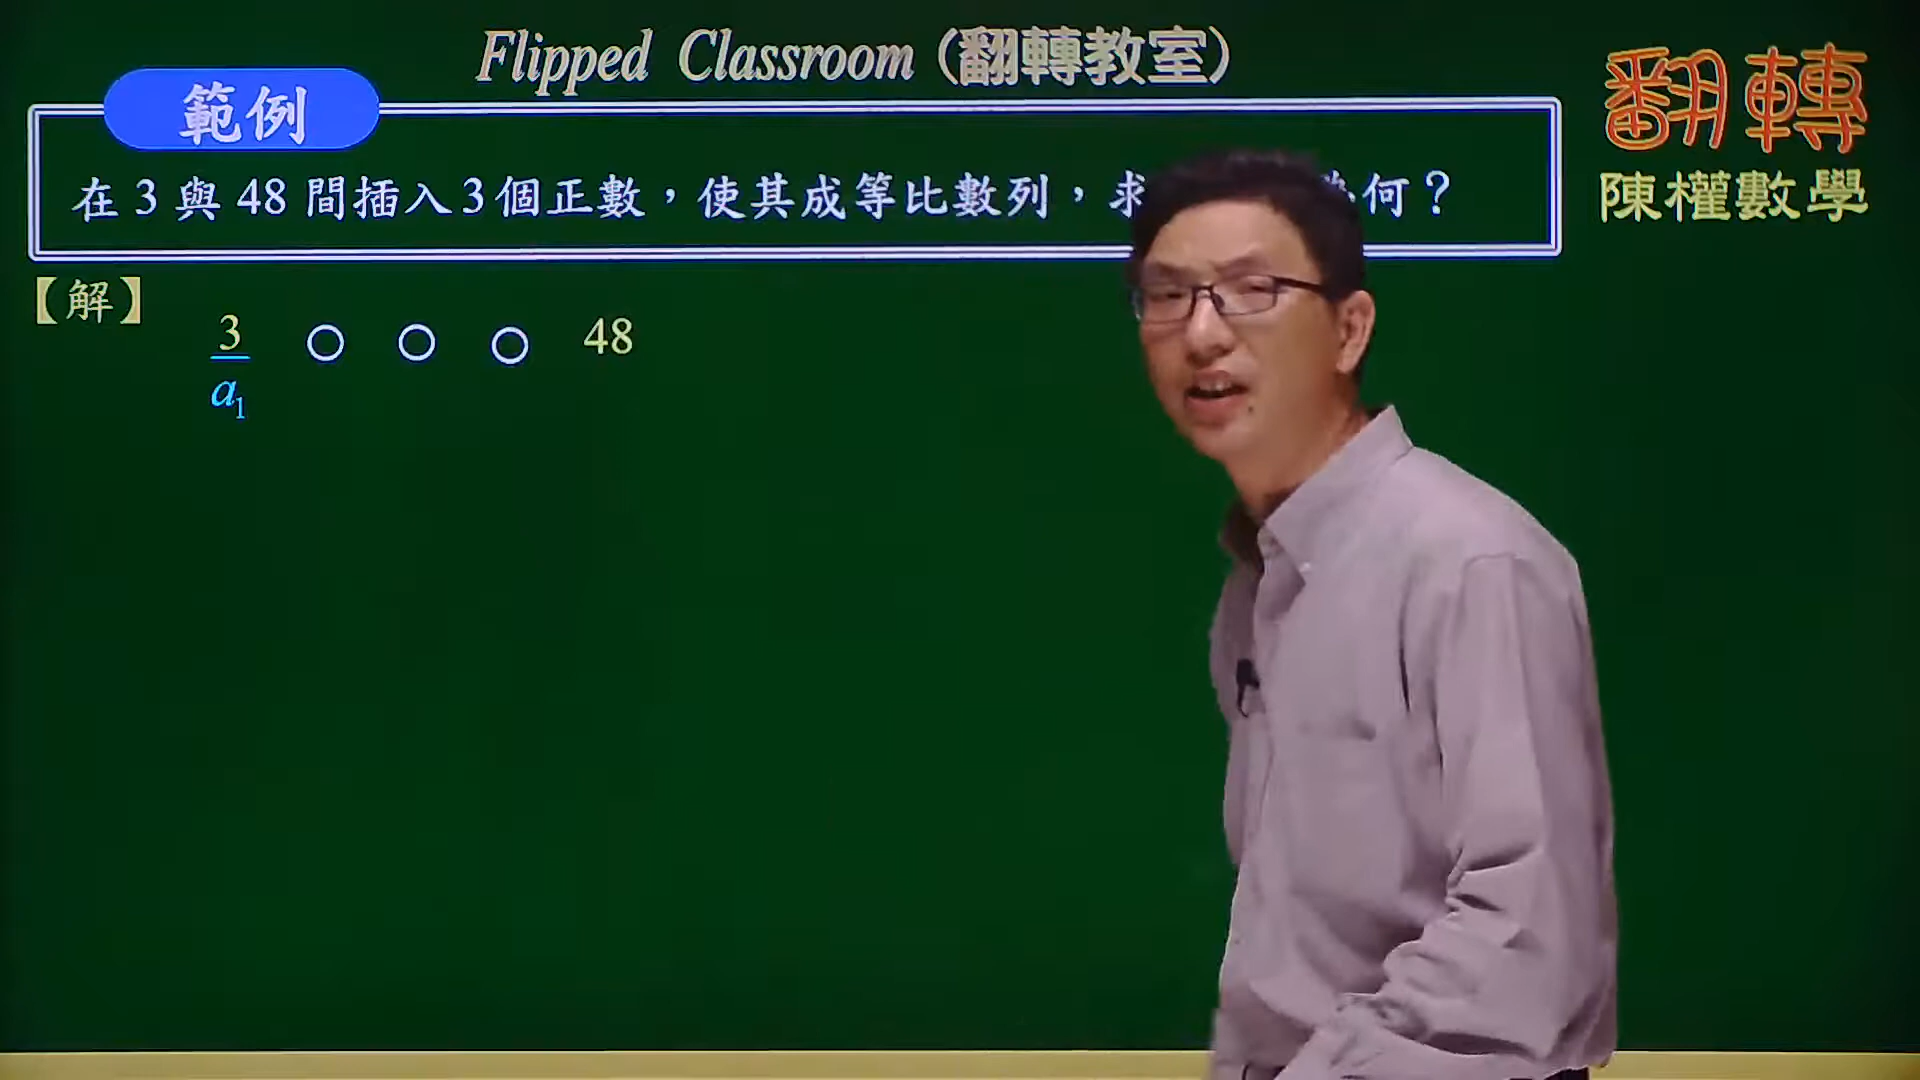 Flipped Classroom (翻轉教室)
翻轉
陳權數學
範例
在 3 與 48 間插入 3 個正數，使其成等比數列，求 何？
【解】
3 ○ ○ ○ 48
a₁